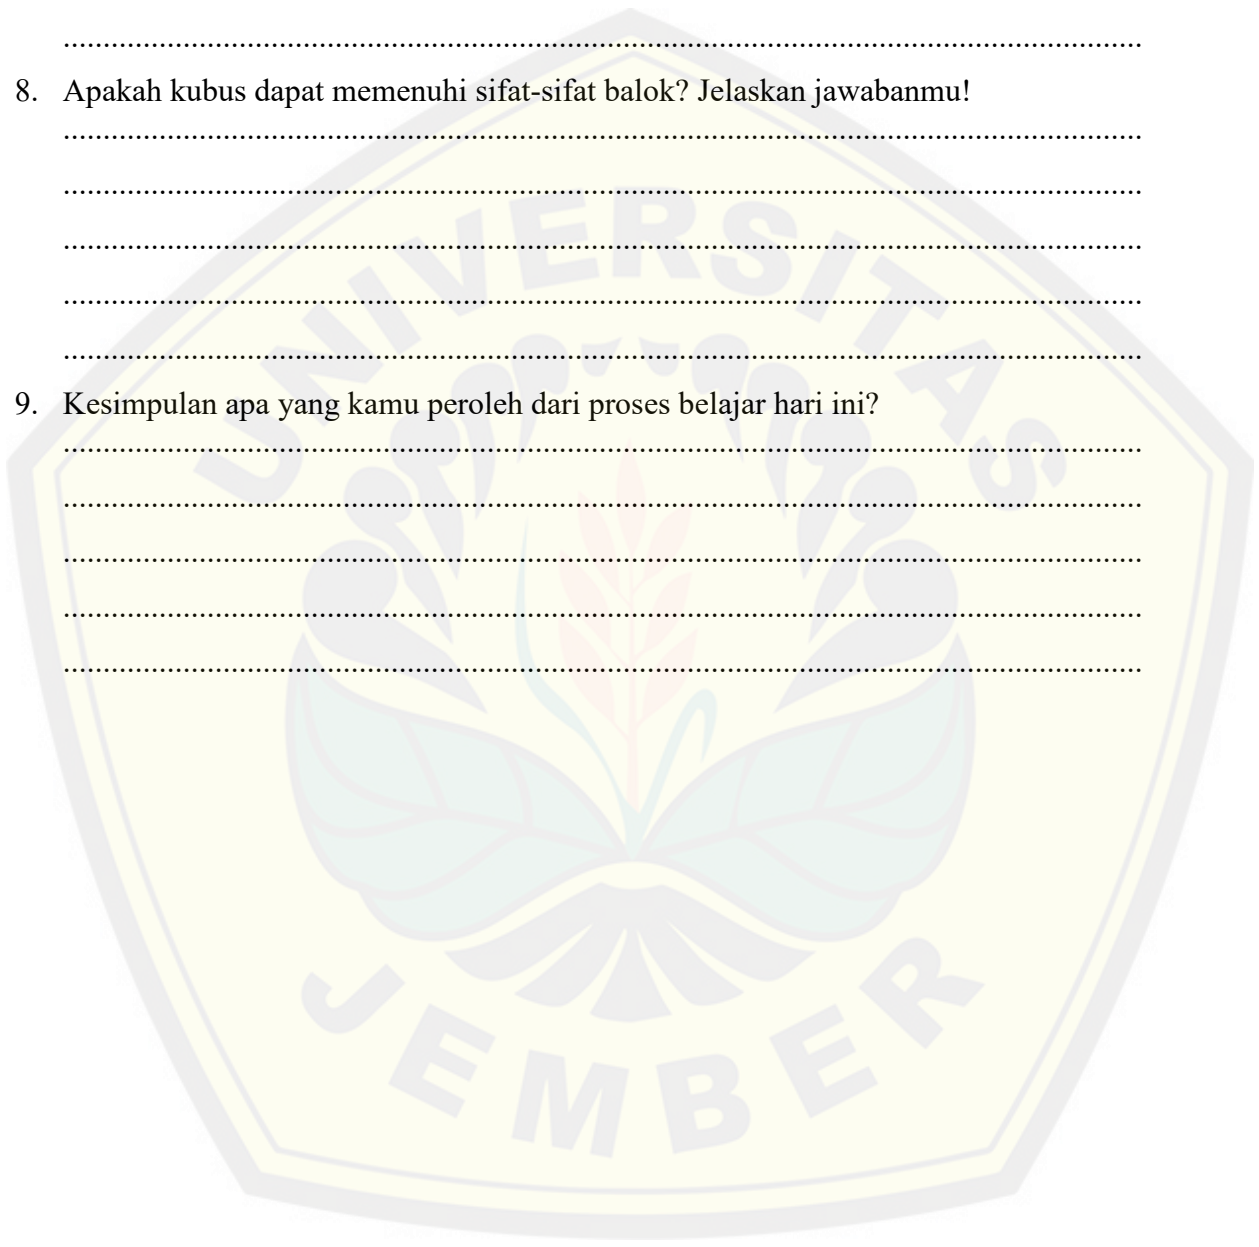 ........................................................................................................................................
8. Apakah kubus dapat memenuhi sifat-sifat balok? Jelaskan jawabanmu!
........................................................................................................................................
........................................................................................................................................
........................................................................................................................................
........................................................................................................................................
........................................................................................................................................
9. Kesimpulan apa yang kamu peroleh dari proses belajar hari ini?
........................................................................................................................................
........................................................................................................................................
........................................................................................................................................
........................................................................................................................................
........................................................................................................................................
UNIVERSITAS
JEMBER